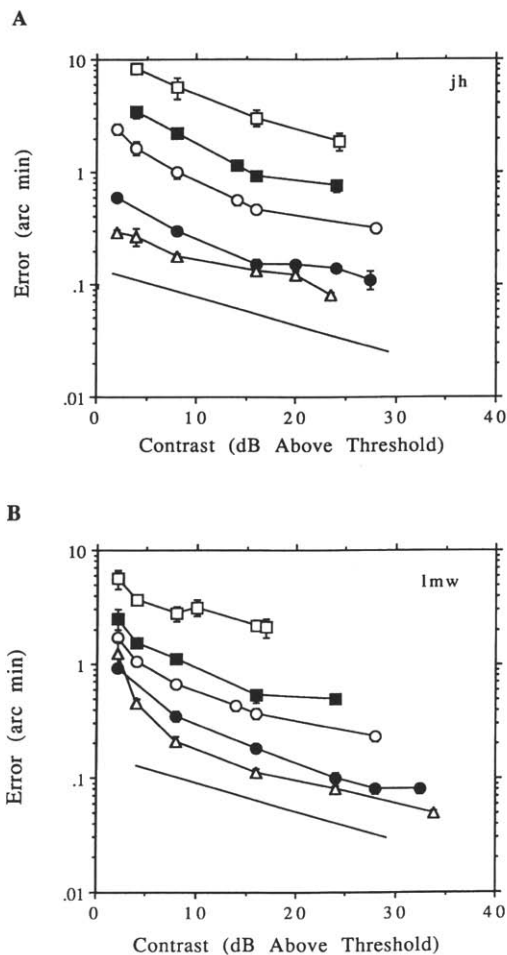 A
jh
10
1
.1
.01
Error (arc min)
0 10 20 30 40
Contrast (dB Above Threshold)
B
lmw
10
1
.1
.01
Error (arc min)
0 10 20 30 40
Contrast (dB Above Threshold)